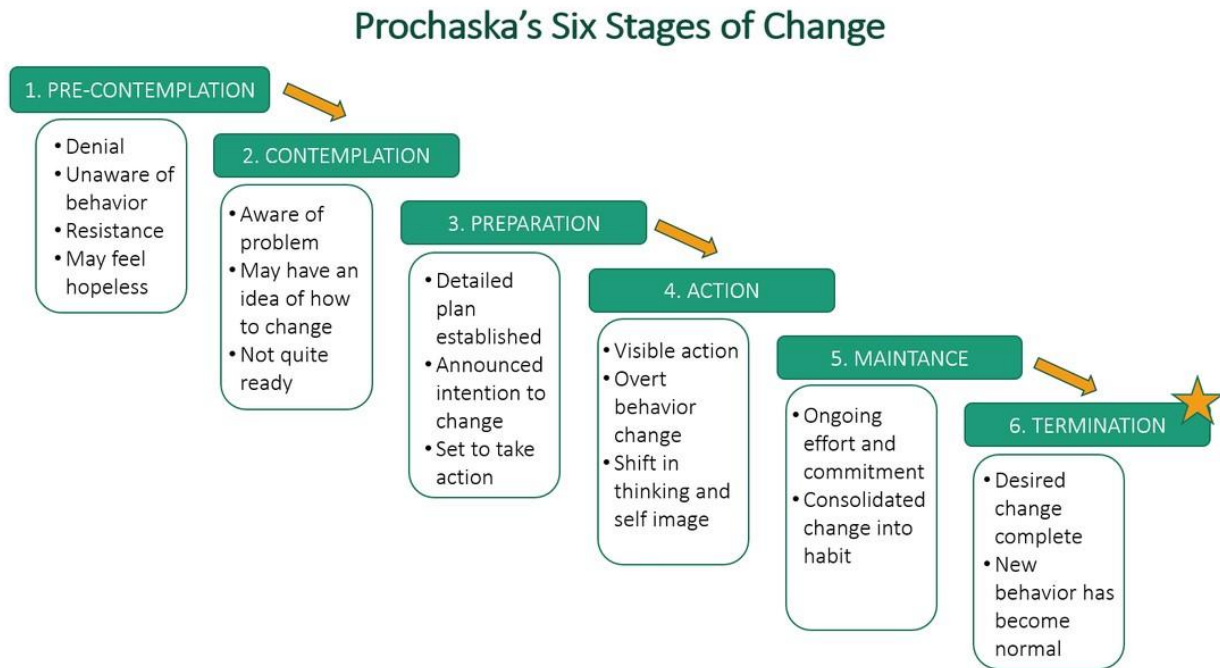 Prochaska's Six Stages of Change
1. PRE-CONTEMPLATION
• Denial
• Unaware of
behavior
• Resistance
• May feel
hopeless
2. CONTEMPLATION
• Aware of
problem
• May have an
idea of how
to change
• Not quite
ready
3. PREPARATION
• Detailed
plan
established
• Announced
intention to
change
• Set to take
action
4. ACTION
• Visible action
• Overt
behavior
change
• Shift in
thinking and
self image
5. MAINTANCE
• Ongoing
effort and
commitment
• Consolidated
change into
habit
6. TERMINATION
• Desired
change
complete
• New
behavior has
become
normal